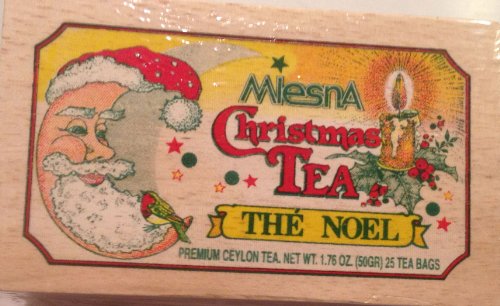 MlesnA
Christmas
TEA
THÉ NOEL
PREMIUM CEYLON TEA. NET WT. 1.76 OZ. (50GR) 25 TEA BAGS